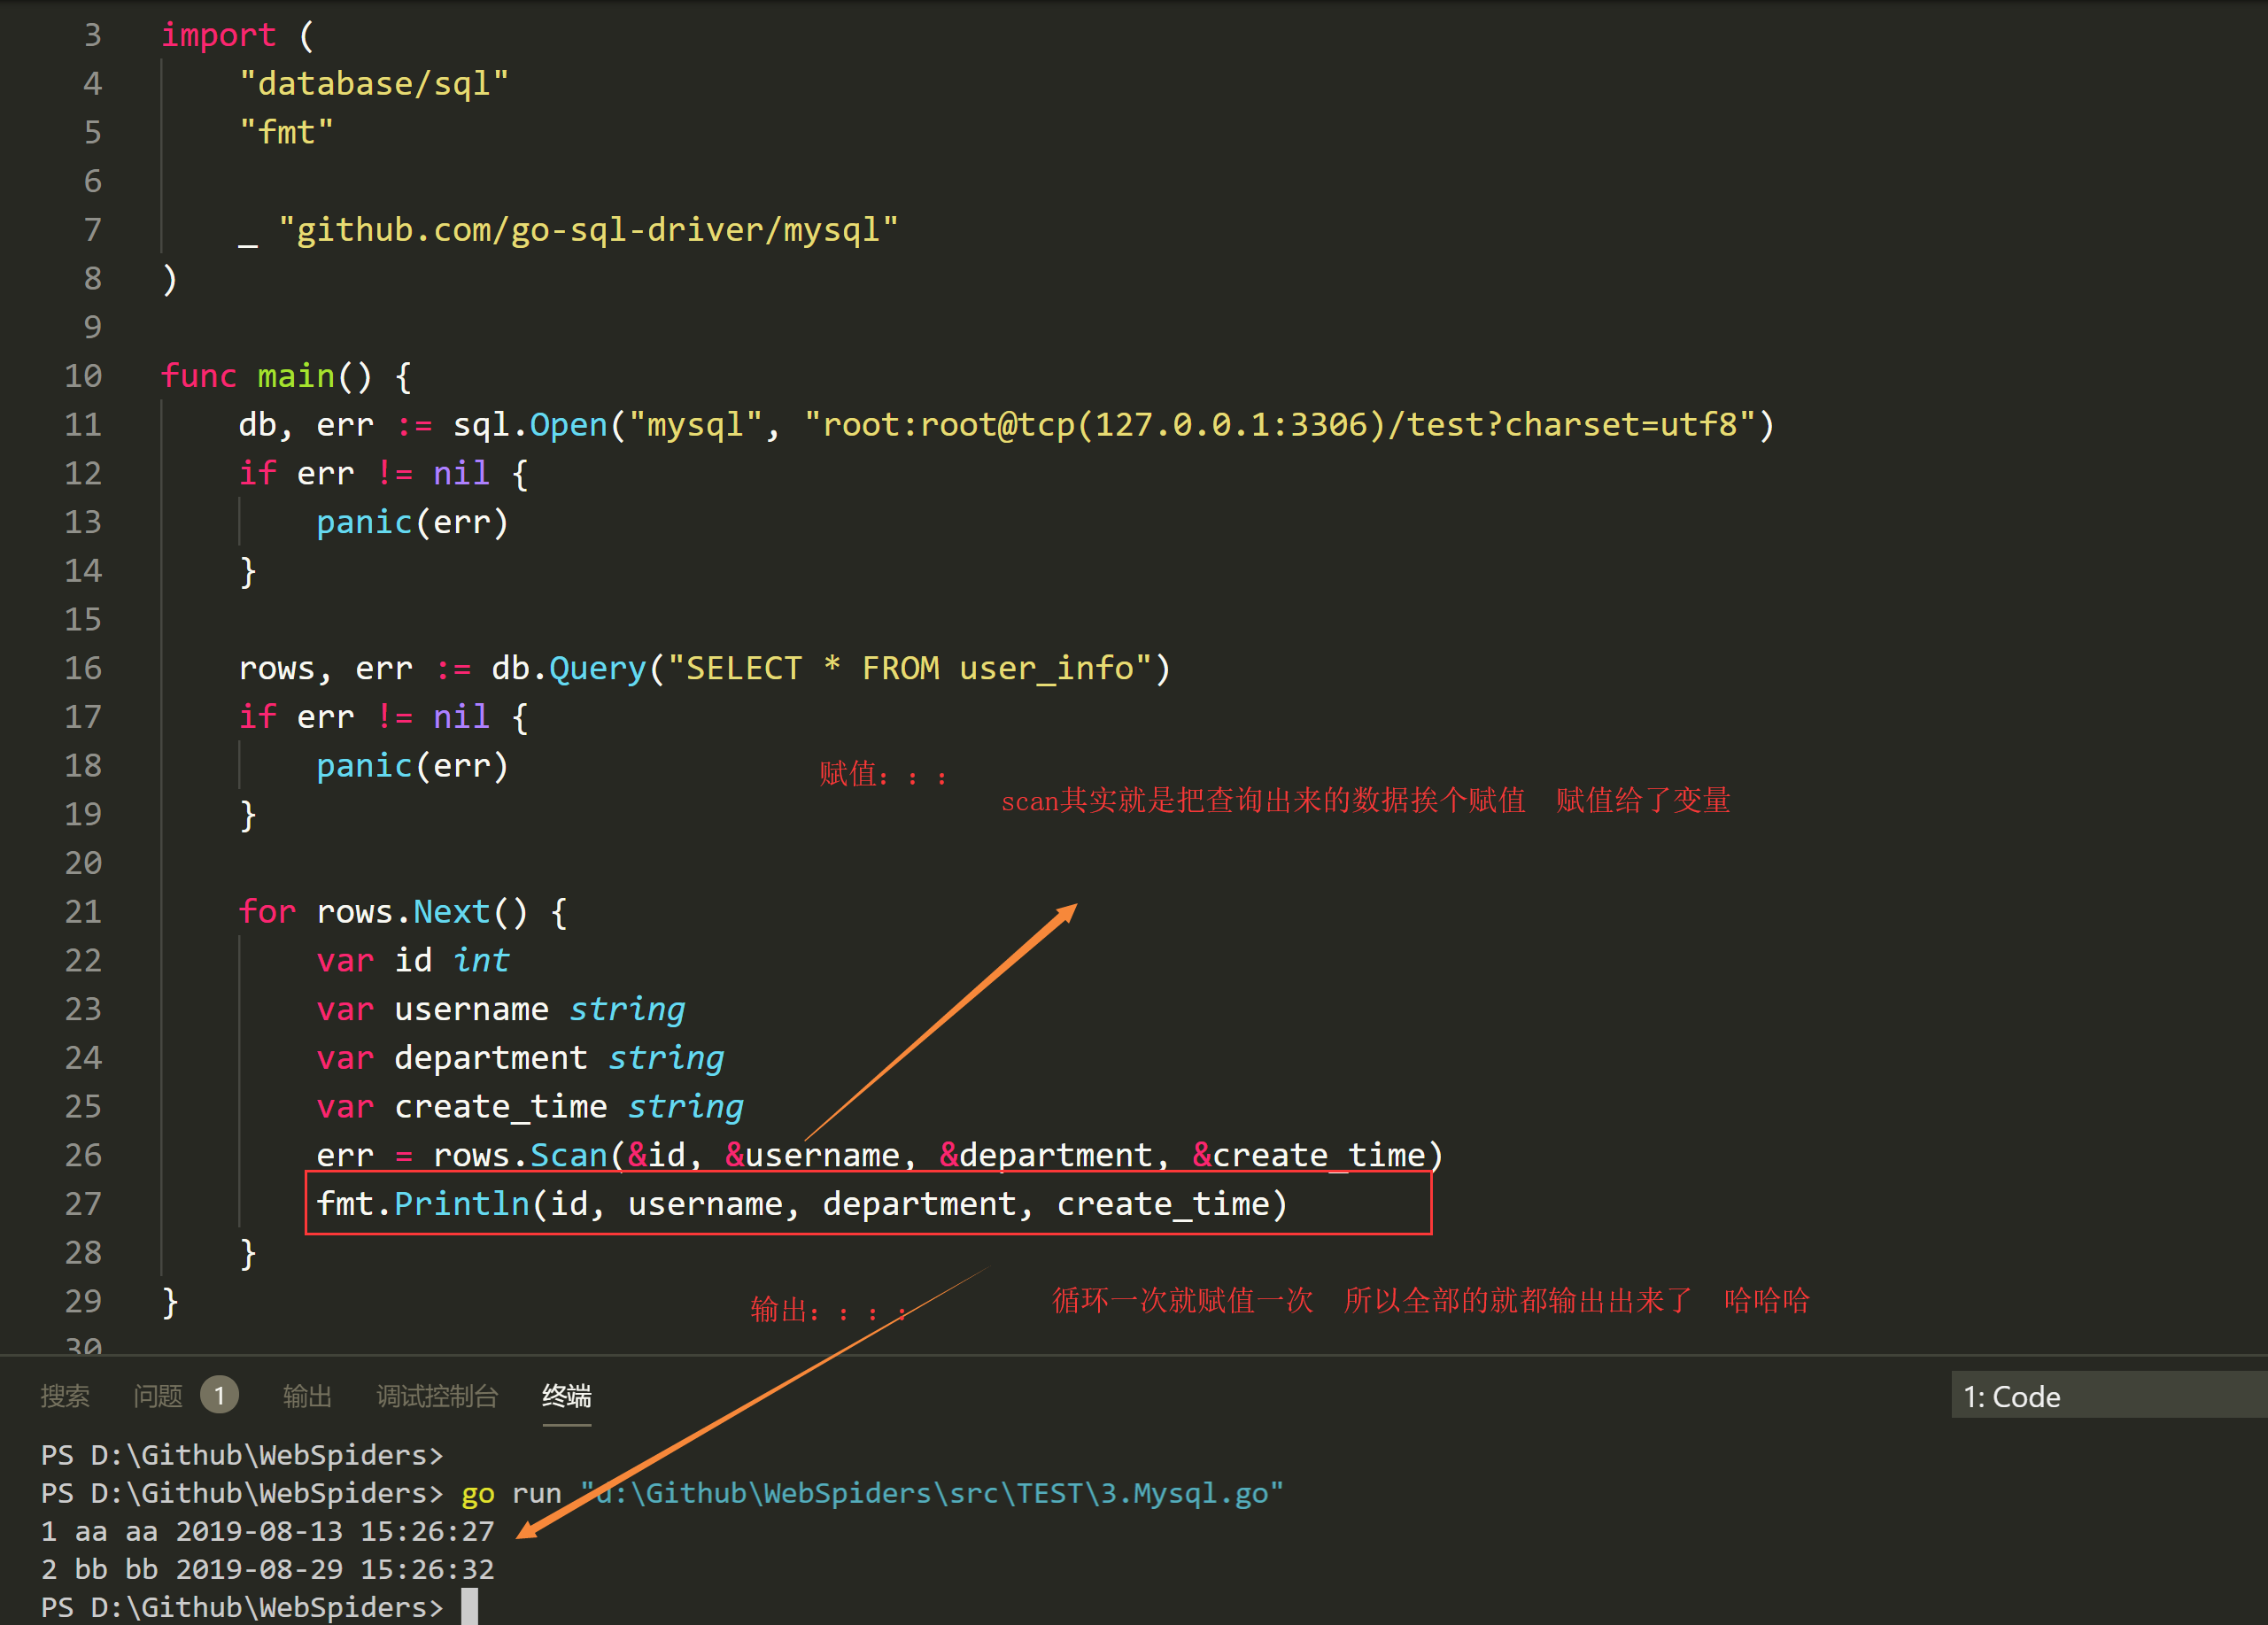 3 import (
4 "database/sql"
5 "fmt"
6
7 _ "github.com/go-sql-driver/mysql"
8 )
9
10 func main() {
11 db, err := sql.Open("mysql", "root:root@tcp(127.0.0.1:3306)/test?charset=utf8")
12 if err != nil {
13 panic(err)
14 }
15
16 rows, err := db.Query("SELECT * FROM user_info")
17 if err != nil {
18 panic(err)
赋值：：：
scan其实就是把查询出来的数据挨个赋值 赋值给了变量
19 }
20
21 for rows.Next() {
22 var id int
23 var username string
24 var department string
25 var create_time string
26 err = rows.Scan(&id, &username, &department, &create_time)
27 fmt.Println(id, username, department, create_time)
28 }
29 }
输出：：：：
循环一次就赋值一次 所以全部的就都输出出来了 哈哈哈
30
搜索 问题 1 输出 调试控制台 终端 1: Code
PS D:\Github\WebSpiders>
PS D:\Github\WebSpiders> go run "d:\Github\WebSpiders\src\TEST\3.Mysql.go"
1 aa aa 2019-08-13 15:26:27
2 bb bb 2019-08-29 15:26:32
PS D:\Github\WebSpiders>